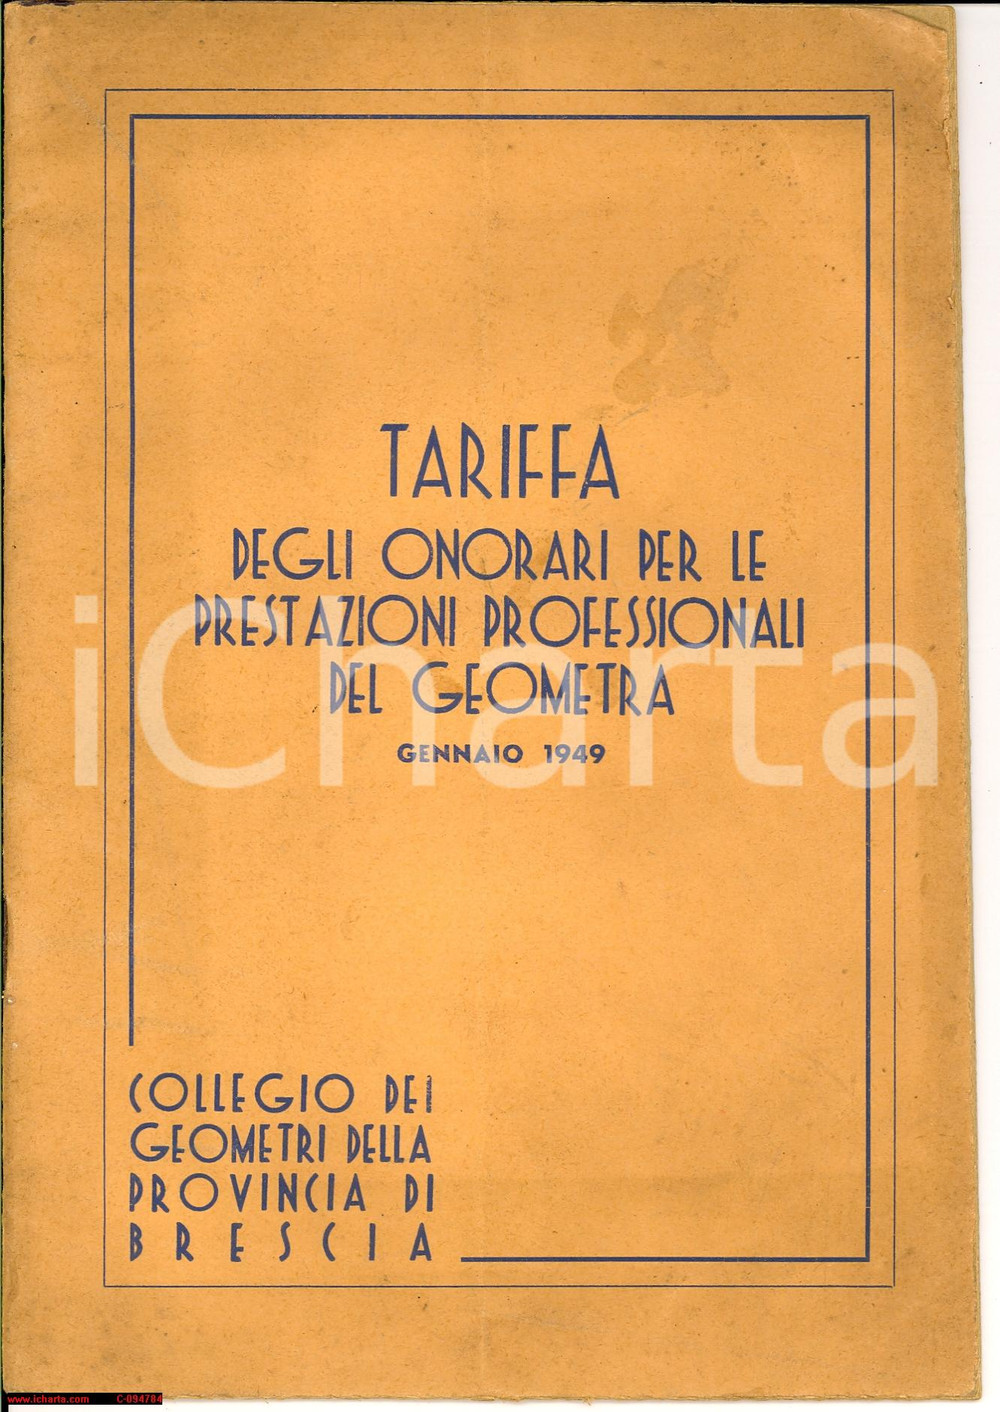 TARIFFA
DEGLI ONORARI PER LE
PRESTAZIONI PROFESSIONALI
DEL GEOMETRA
GENNAIO 1949
iCharta
COLLEGIO DEI
GEOMETRI DELLA
PROVINCIA DI
BRESCIA
www.icharta.com C-094784